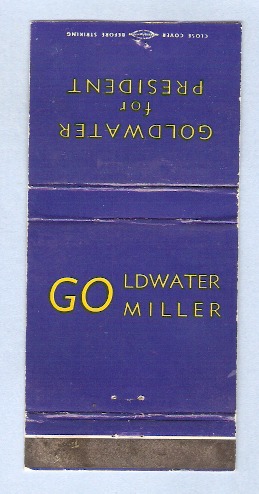 CLOSE COVER BEFORE STRIKING
GOLDWATER
for
PRESIDENT
GO LDWATER
MILLER